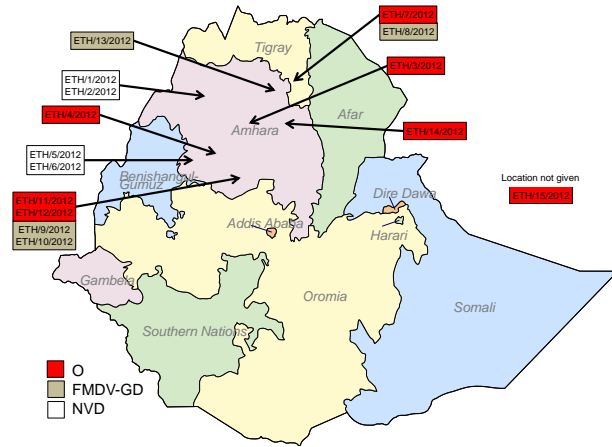 ETH/7/2012
ETH/8/2012
ETH/13/2012
Tigray
ETH/3/2012
ETH/1/2012
ETH/2/2012
Afar
ETH/4/2012
Amhara
ETH/14/2012
ETH/5/2012
ETH/6/2012
Benishangul-
Gumuz
Location not given
ETH/15/2012
Dire Dawa
ETH/11/2012
ETH/12/2012
Addis Ababa
ETH/9/2012
ETH/10/2012
Harari
Gambela
Oromia
Somali
Southern Nations
O
FMDV-GD
NVD